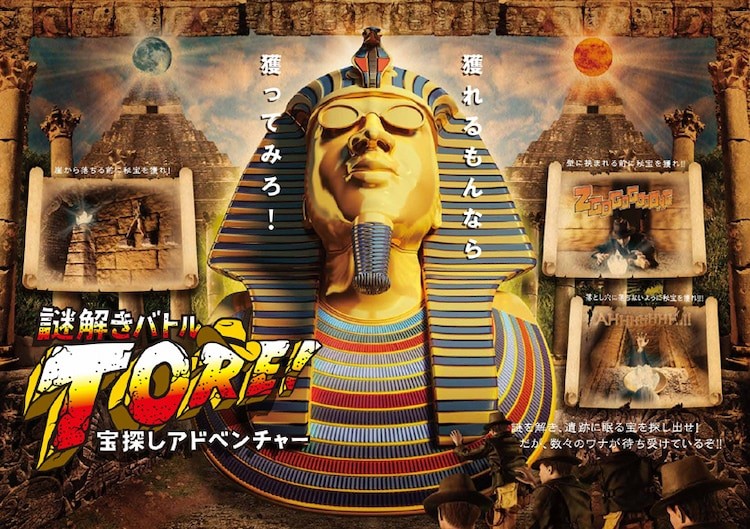 獲れるもんなら
獲ってみろ！
崖から落ちる前に秘宝を獲れ！
壁に挟まれる前に秘宝を獲れ！！
落とし穴に落ちないように秘宝を獲れ！！
AHHHHHHH..!!
謎解きバトル
TORE!
宝探しアドベンチャー
謎を解き、遺跡に眠る宝を探し出せ！
だが、数々のワナが待ち受けているぞ！！